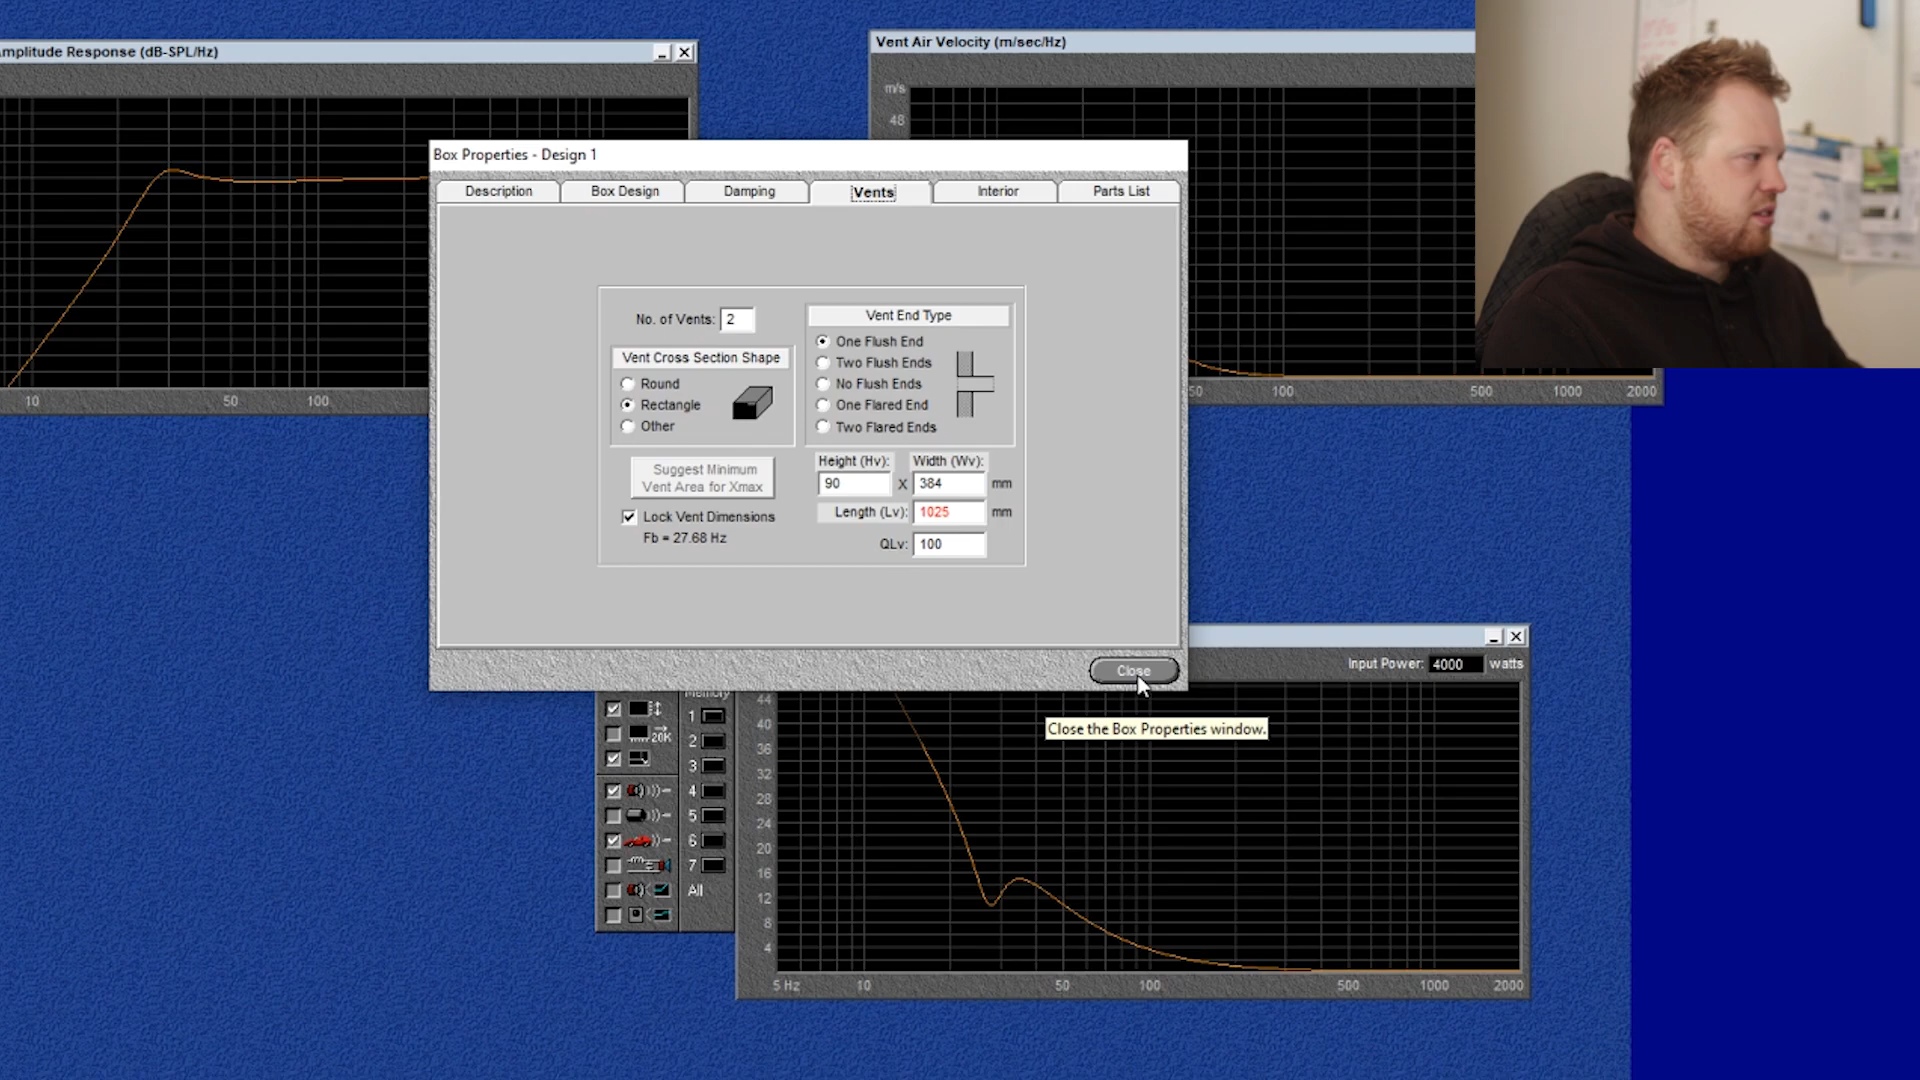 mplitude Response (dB-SPL/Hz)
10
50
100
Vent Air Velocity (m/sec/Hz)
m/s
48
50
100
500
1000
2000
Box Properties - Design 1
Description
Box Design
Damping
Vents
Interior
Parts List
No. of Vents: 2
Vent Cross Section Shape
Round
Rectangle
Other
Suggest Minimum
Vent Area for Xmax
Lock Vent Dimensions
Fb = 27.68 Hz
Vent End Type
One Flush End
Two Flush Ends
No Flush Ends
One Flared End
Two Flared Ends
Height (Hv): Width (Wv):
90 X 384 mm
Length (Lv): 1025 mm
QLv: 100
Close
Close the Box Properties window.
Input Power: 4000 watts
20K
Memory
1
2
3
4
5
6
7
All
44
40
36
32
28
24
20
16
12
8
4
5 Hz
10
50
100
500
1000
2000